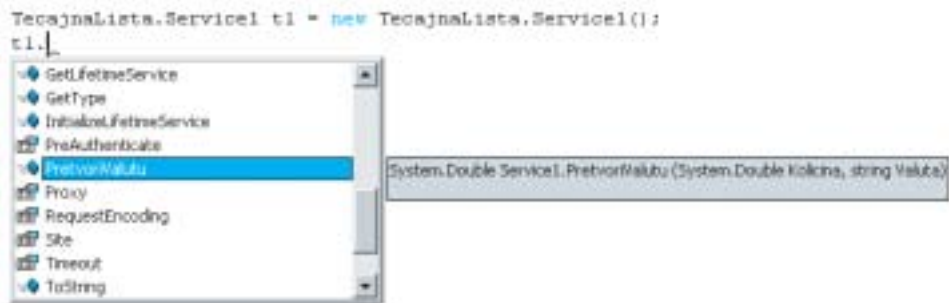 TecajnaLista.Service1 t1 = new TecajnaLista.Service1();
t1.
GetLifetimeService
GetType
InitializeLifetimeService
PreAuthenticate
PretvoriValutu
System.Double Service1.PretvoriValutu (System.Double Kolicina, string Valuta)
Proxy
RequestEncoding
Site
Timeout
ToString